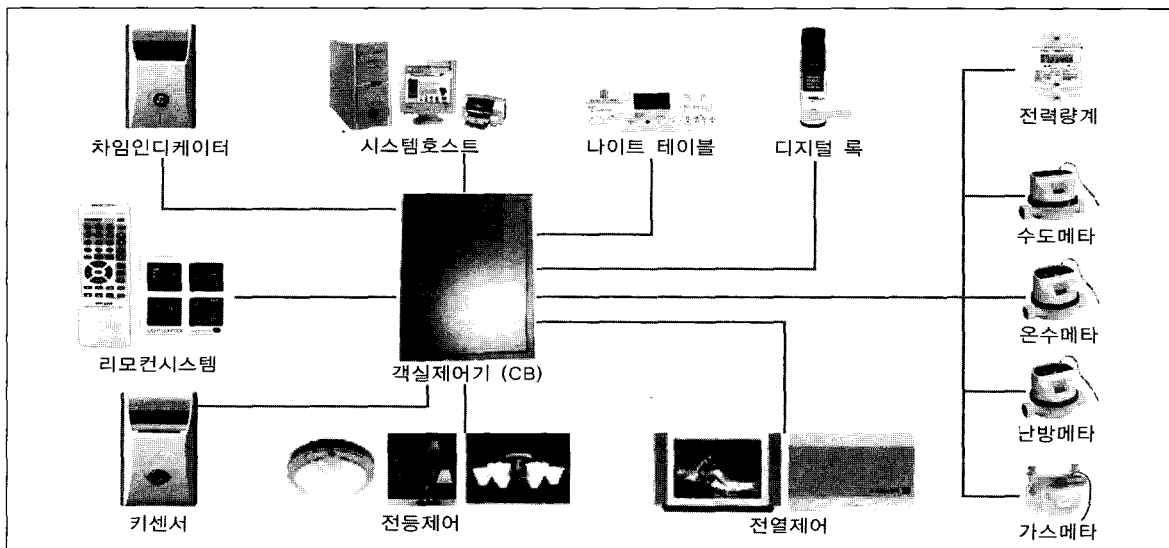 차임인디케이터
시스템호스트
나이트 테이블
디지털 록
전력량계
수도메타
리모컨시스템
객실제어기 (CB)
온수메타
난방메타
키센서
전등제어
전열제어
가스메타